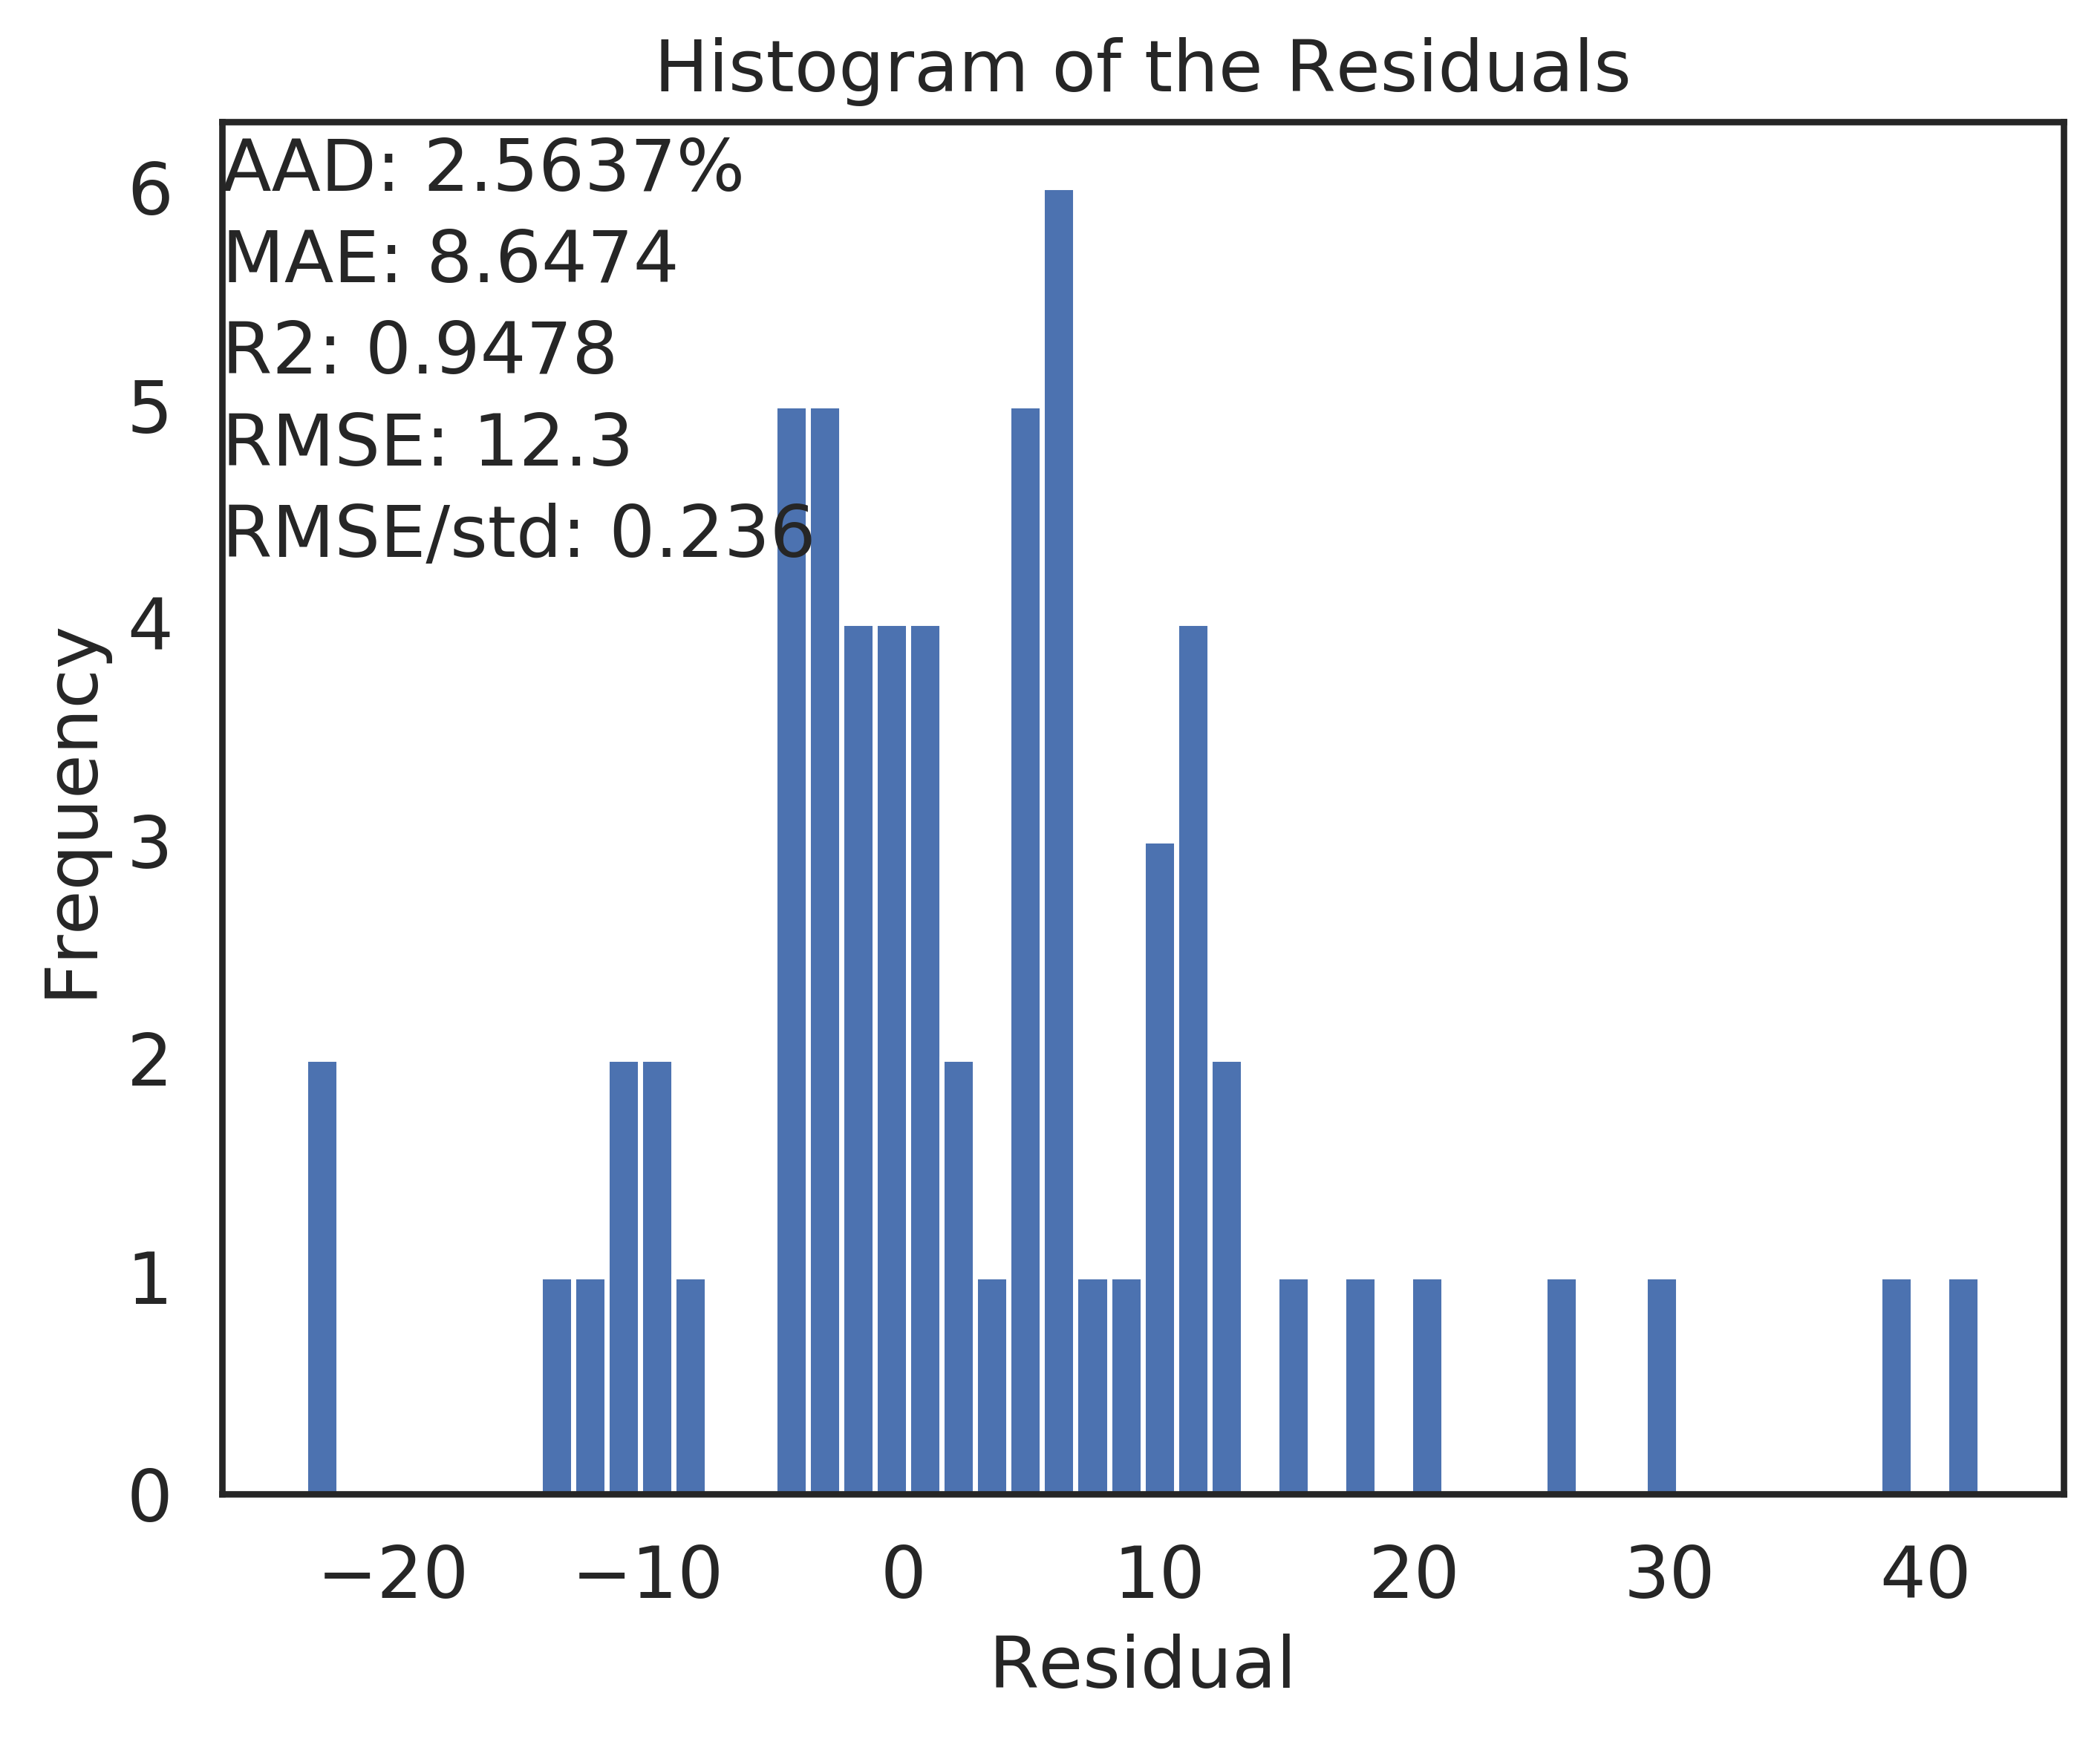 Histogram of the Residuals
AAD: 2.5637%
MAE: 8.6474
R2: 0.9478
RMSE: 12.3
RMSE/std: 0.236
6
5
4
3
2
1
0
Frequency
−20 −10 0 10 20 30 40
Residual